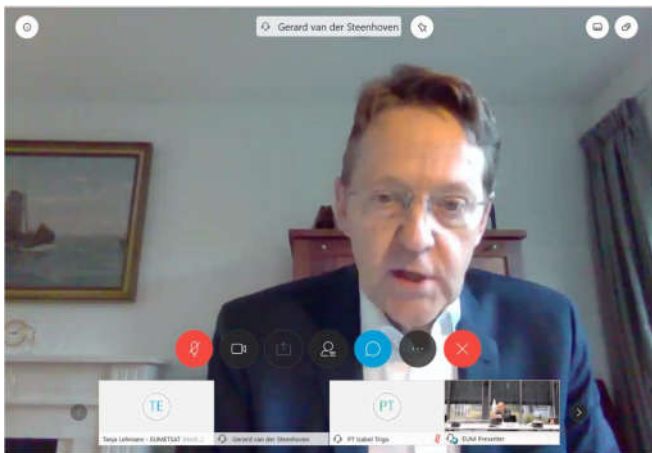 Gerard van der Steenhoven
TE
PT
Tanja Lehmann - EUMETSAT
Gerard van der Steenhoven
PT Isabel Trigo
EUM Presenter